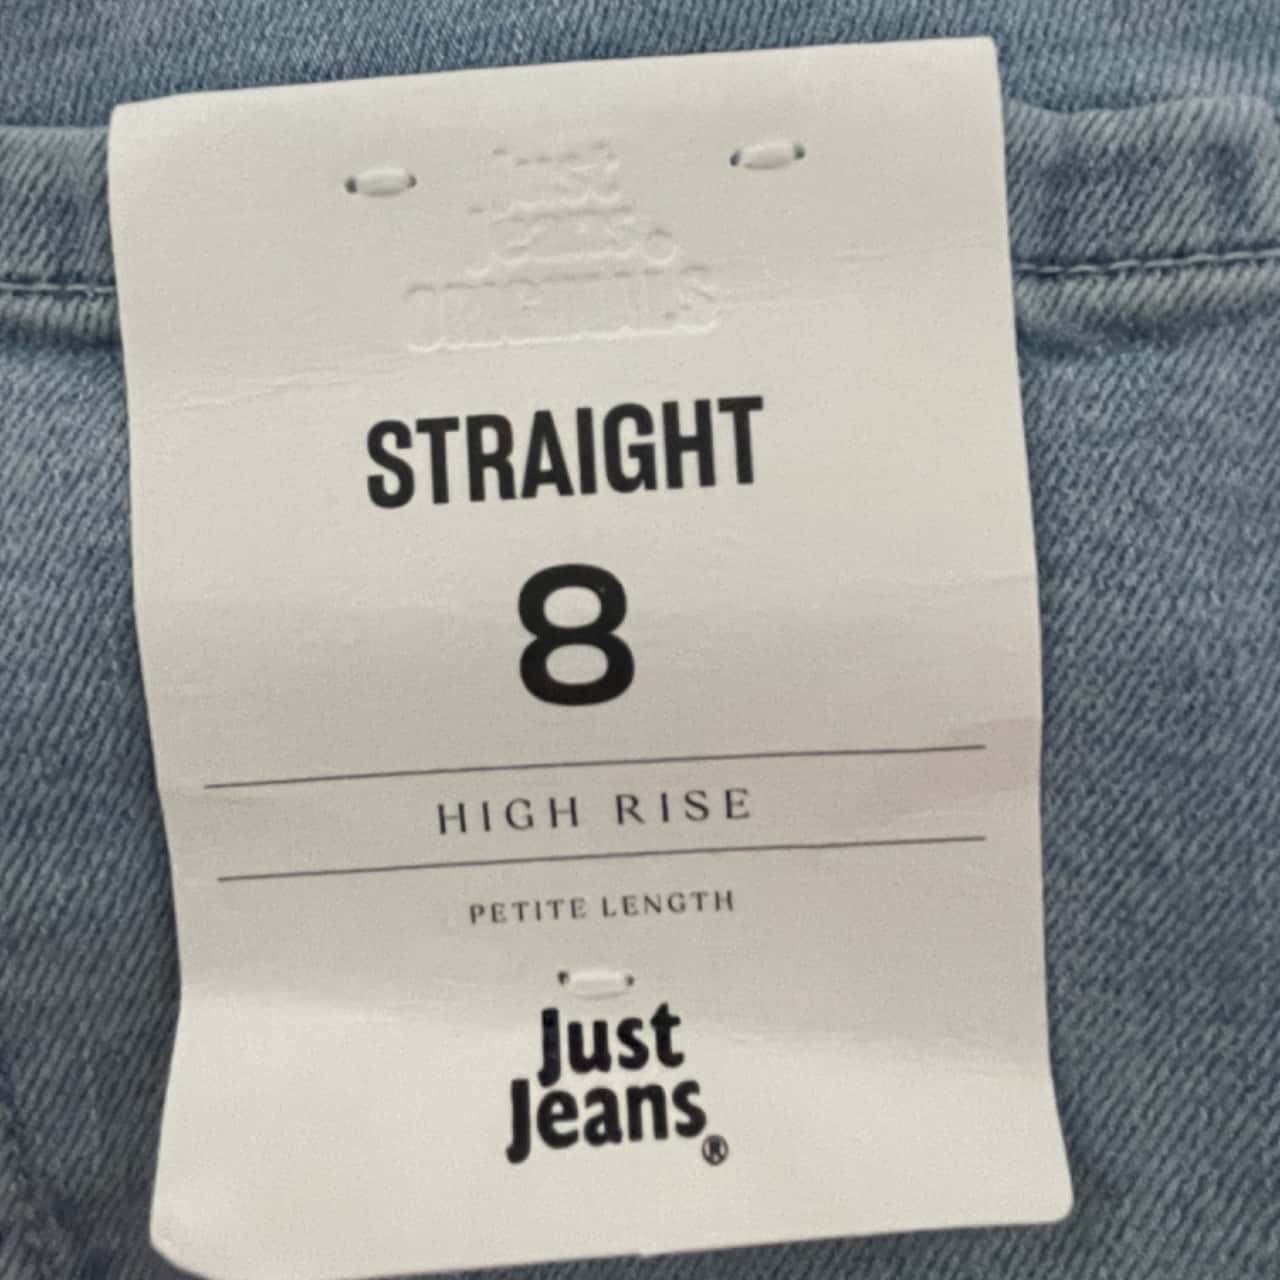 STRAIGHT
8
HIGH RISE
PETITE LENGTH
Just
Jeans®